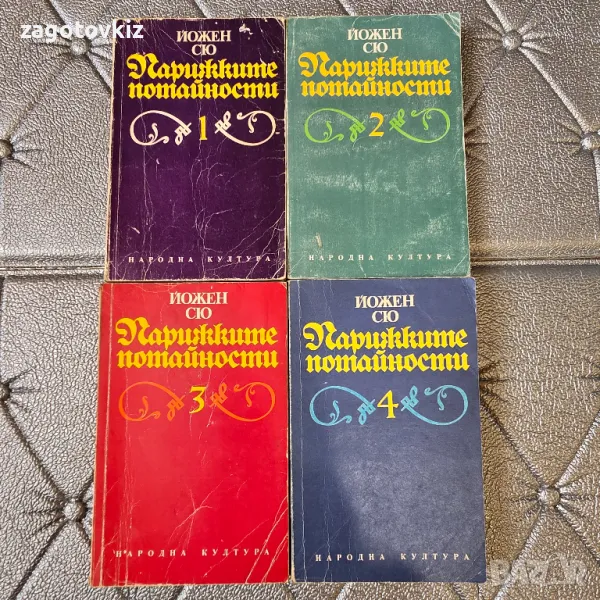 zagotovkiz
ЙОЖЕН
СЮ
Парижките
потайности
1
НАРОДНА КУЛТУРА
ЙОЖЕН
СЮ
Парижките
потайности
2
НАРОДНА КУЛТУРА
ЙОЖЕН
СЮ
Парижките
потайности
3
НАРОДНА КУЛТУРА
ЙОЖЕН
СЮ
Парижките
потайности
4
НАРОДНА КУЛТУРА